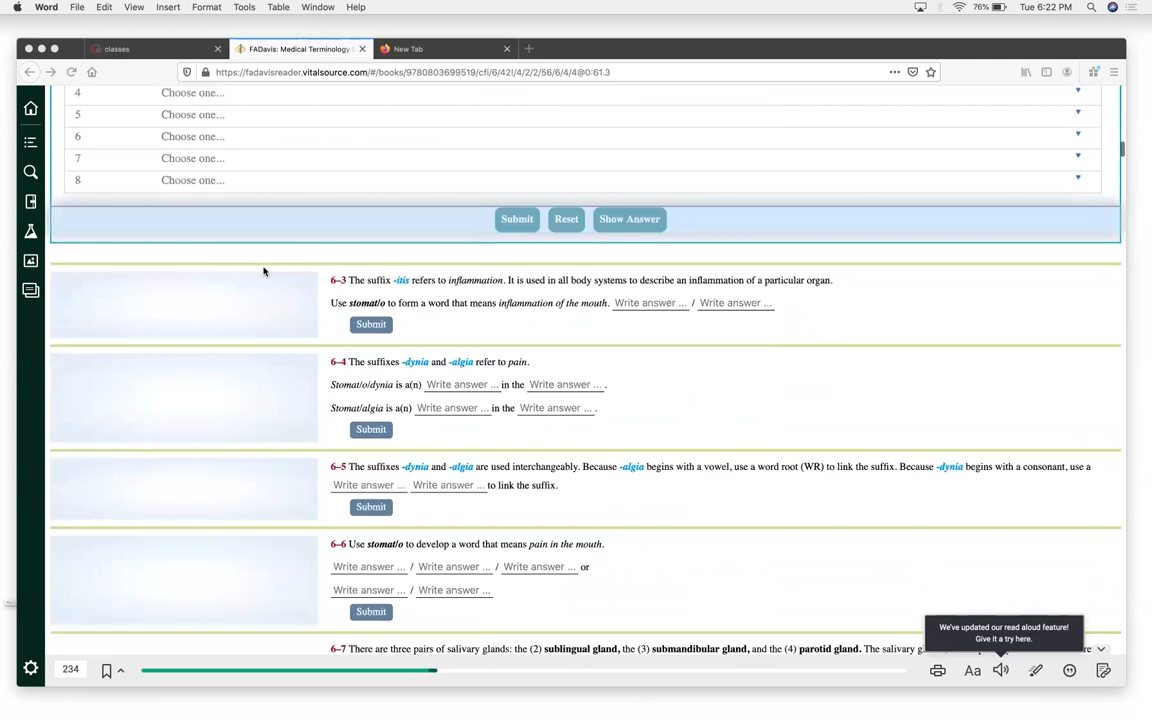 Word File Edit View Insert Format Tools Table Window Help 76% Tue 6:22 PM
classes FADavis: Medical Terminology New Tab
https://fadavisreader.vitalsource.com/#/books/9780803699519/cfi/6/42!/4/2/2/56/6/4/4@0:61.3
4 Choose one...
5 Choose one...
6 Choose one...
7 Choose one...
8 Choose one...
Submit Reset Show Answer
6–3 The suffix -itis refers to inflammation. It is used in all body systems to describe an inflammation of a particular organ.
Use stomat/o to form a word that means inflammation of the mouth. Write answer ... / Write answer ...
Submit
6–4 The suffixes -dynia and -algia refer to pain.
Stomat/o/dynia is a(n) Write answer ... in the Write answer ... .
Stomat/algia is a(n) Write answer ... in the Write answer ... .
Submit
6–5 The suffixes -dynia and -algia are used interchangeably. Because -algia begins with a vowel, use a word root (WR) to link the suffix. Because -dynia begins with a consonant, use a
Write answer ... Write answer ... to link the suffix.
Submit
6–6 Use stomat/o to develop a word that means pain in the mouth.
Write answer ... / Write answer ... / Write answer ... or
Write answer ... / Write answer ...
Submit
We've updated our read aloud feature!
Give it a try here.
6–7 There are three pairs of salivary glands: the (2) sublingual gland, the (3) submandibular gland, and the (4) parotid gland. The salivary
234 Aa